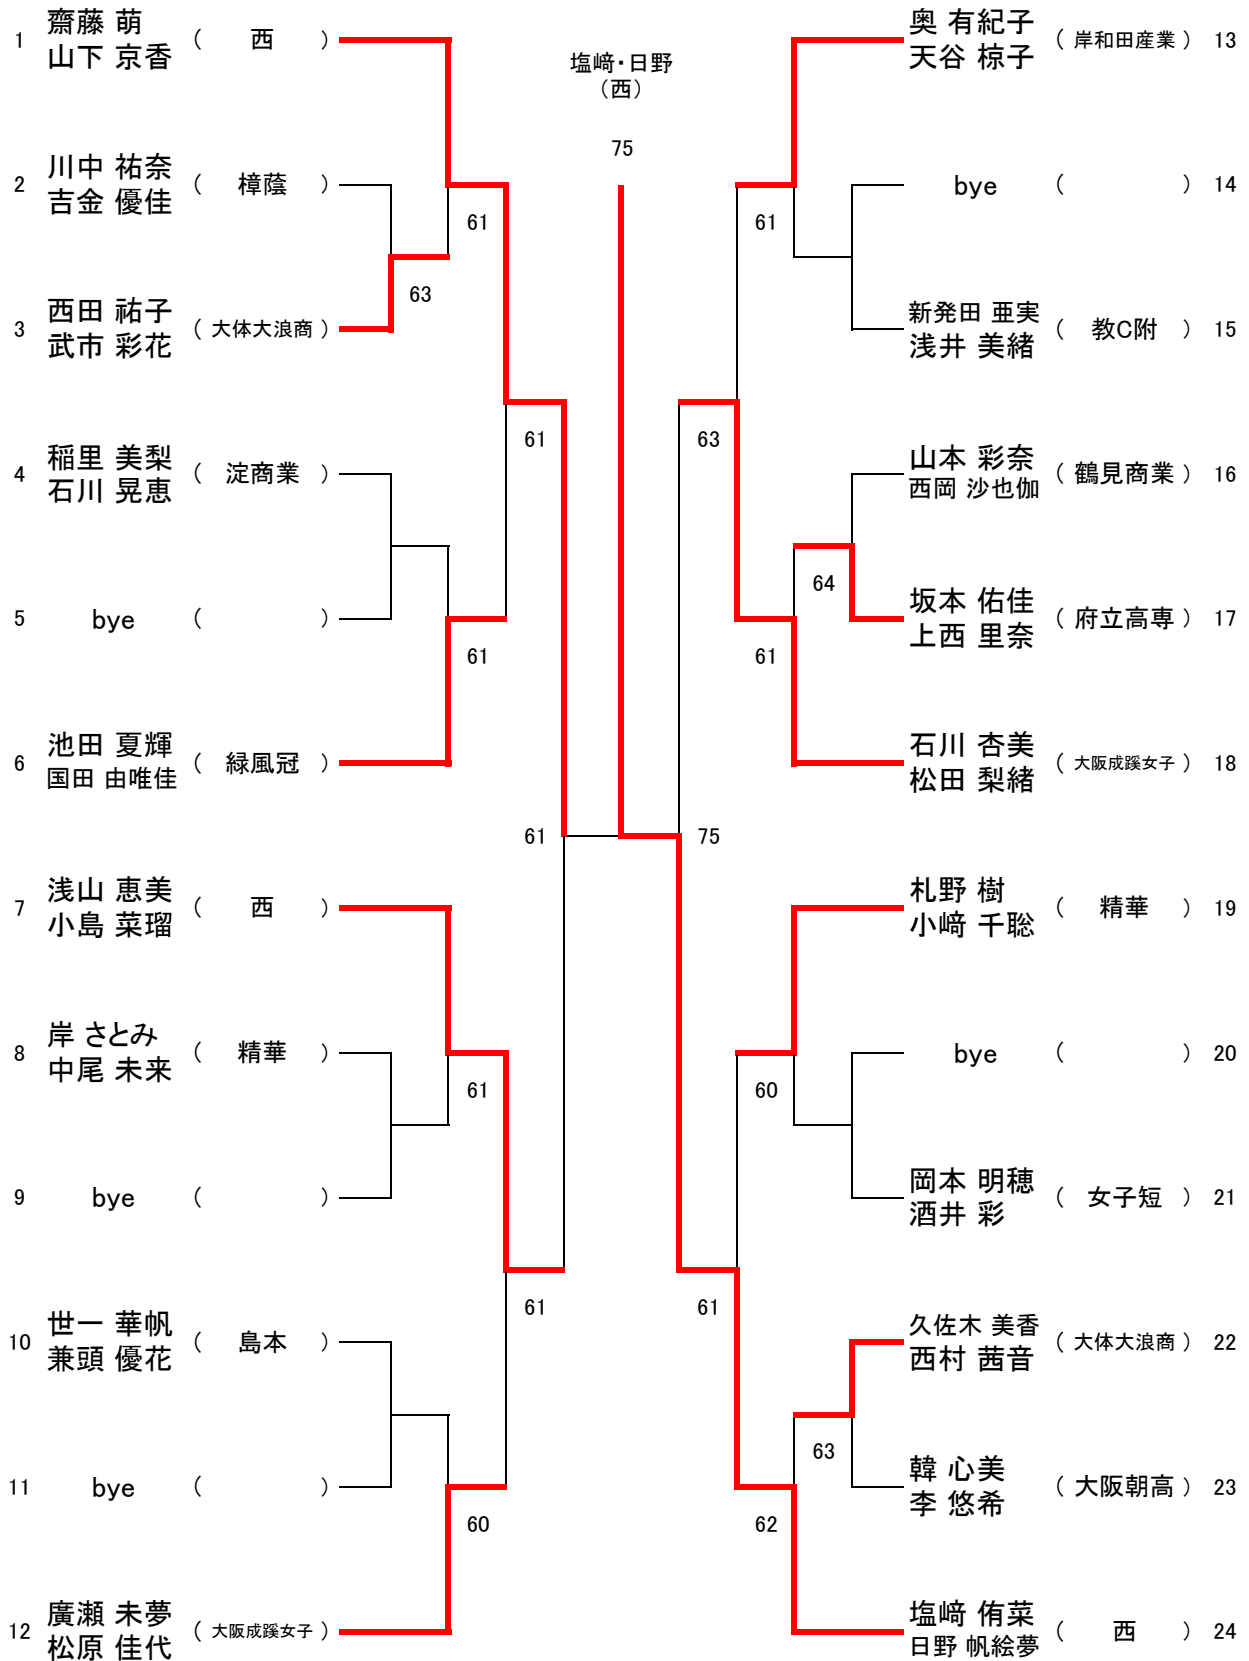 塩﨑・日野
（西）
75
1 齋藤 萌 山下 京香 （ 西 ）
2 川中 祐奈 吉金 優佳 （ 樟蔭 ）
3 西田 祐子 武市 彩花 （ 大体大浪商 ）
4 稲里 美梨 石川 晃恵 （ 淀商業 ）
5 bye （ ）
6 池田 夏輝 国田 由唯佳 （ 緑風冠 ）
7 浅山 恵美 小島 菜瑠 （ 西 ）
8 岸 さとみ 中尾 未来 （ 精華 ）
9 bye （ ）
10 世一 華帆 兼頭 優花 （ 島本 ）
11 bye （ ）
12 廣瀬 未夢 松原 佳代 （ 大阪成蹊女子 ）
61
63
61
61
61
61
61
60
奥 有紀子 天谷 椋子 （ 岸和田産業 ） 13
bye （ ） 14
新発田 亜実 浅井 美緒 （ 教C附 ） 15
山本 彩奈 西岡 沙也伽 （ 鶴見商業 ） 16
坂本 佑佳 上西 里奈 （ 府立高専 ） 17
石川 杏美 松田 梨緒 （ 大阪成蹊女子 ） 18
札野 樹 小﨑 千聡 （ 精華 ） 19
bye （ ） 20
岡本 明穂 酒井 彩 （ 女子短 ） 21
久佐木 美香 西村 茜音 （ 大体大浪商 ） 22
韓 心美 李 悠希 （ 大阪朝高 ） 23
塩﨑 侑菜 日野 帆絵夢 （ 西 ） 24
61
63
64
61
75
60
61
63
62